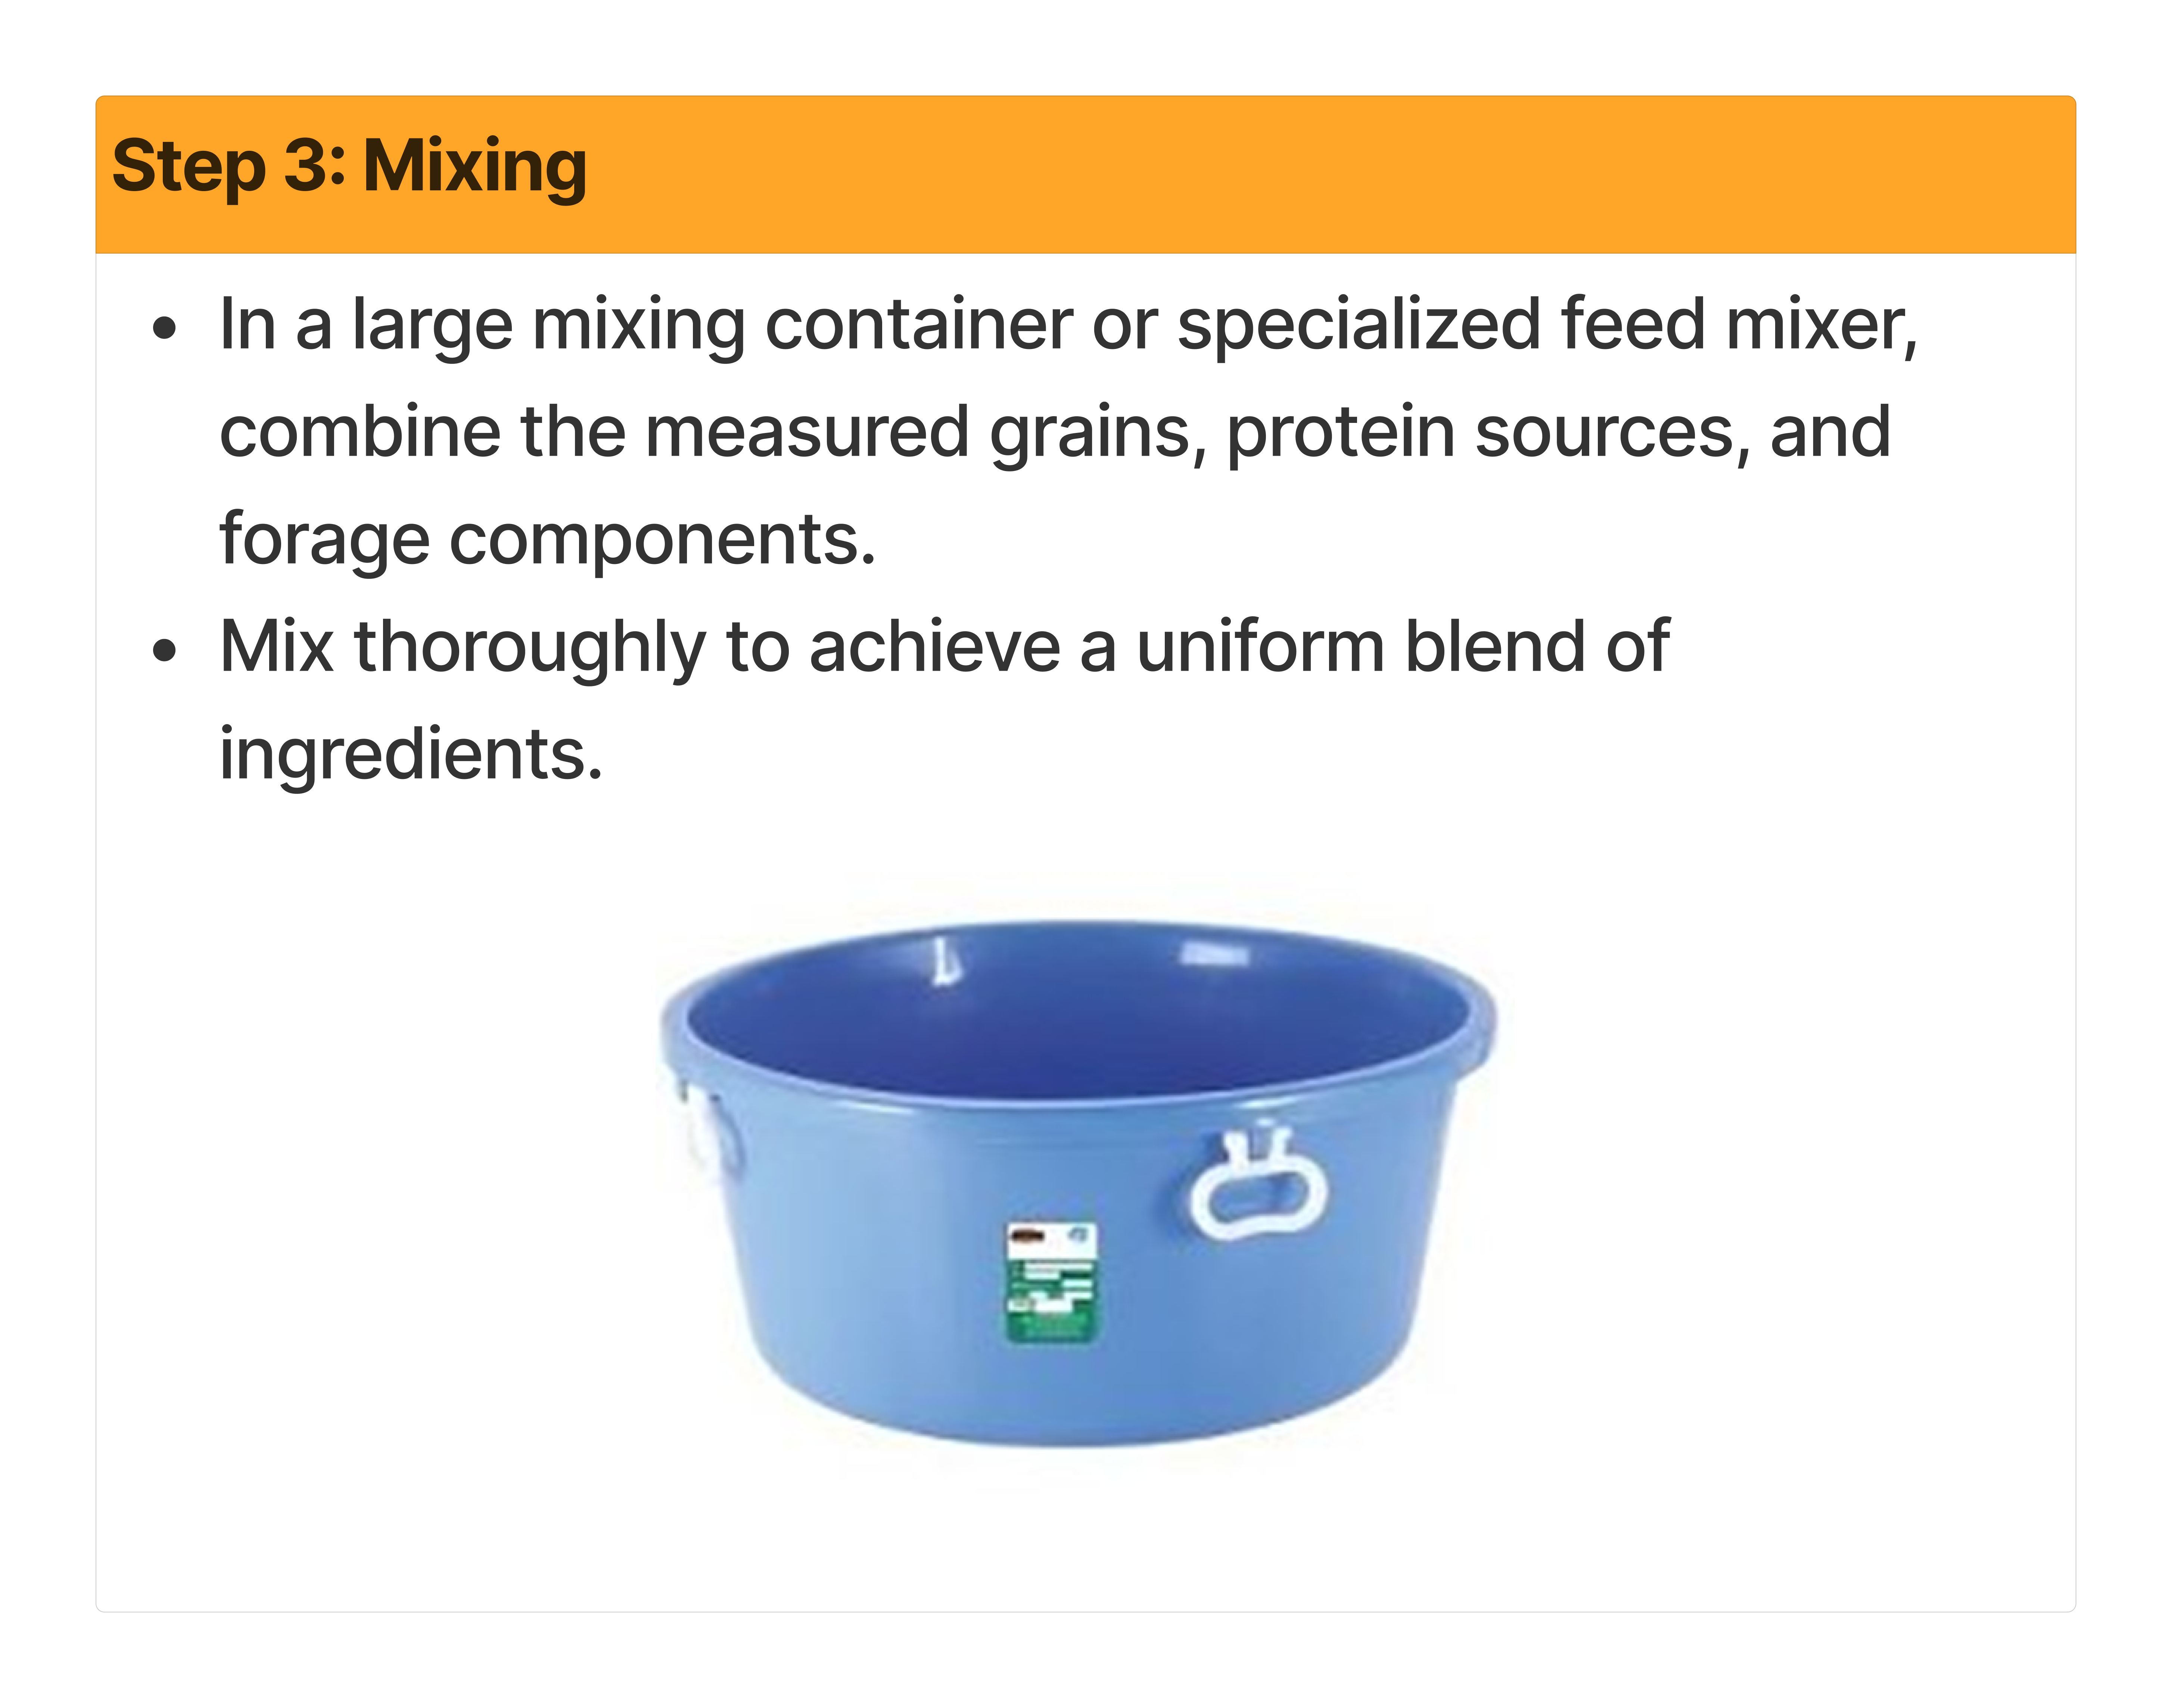 Step 3: Mixing
• In a large mixing container or specialized feed mixer,
combine the measured grains, protein sources, and
forage components.
• Mix thoroughly to achieve a uniform blend of
ingredients.